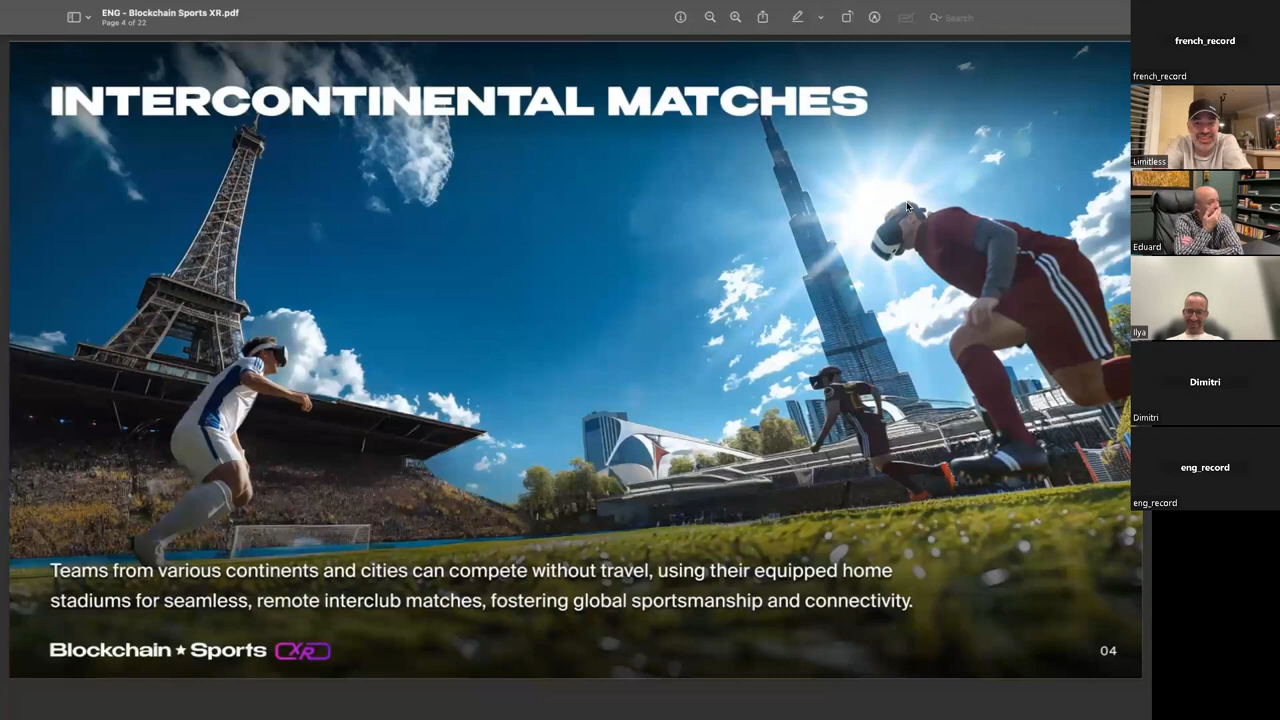 ENG - Blockchain Sports XR.pdf
Page 4 of 22
Search
INTERCONTINENTAL MATCHES
Teams from various continents and cities can compete without travel, using their equipped home
stadiums for seamless, remote interclub matches, fostering global sportsmanship and connectivity.
Blockchain ★ Sports XR
04
french_record
french_record
Limitless
Eduard
Ilya
Dimitri
Dimitri
eng_record
eng_record